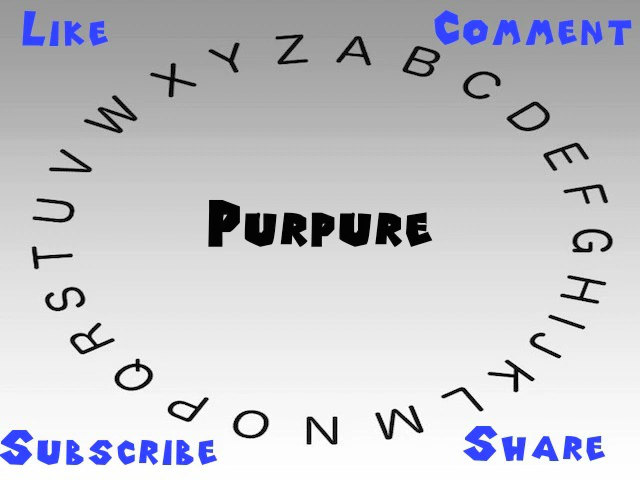 Like
Comment
A B C D E F G H I J K L M N O P Q R S T U V W X Y Z
Purpure
Subscribe
Share